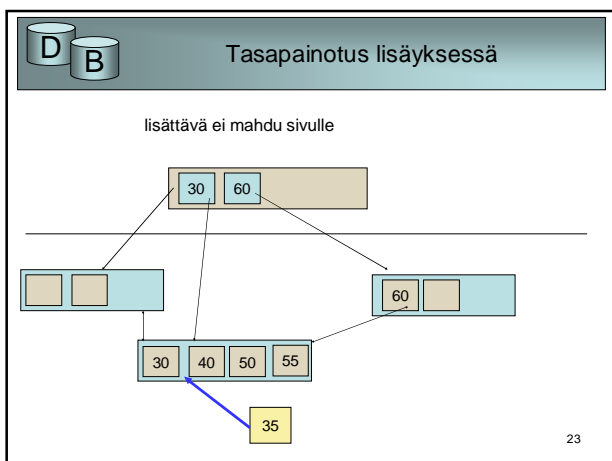 D
B
Tasapainotus lisäyksessä
lisättävä ei mahdu sivulle
30 60
60
30 40 50 55
35
23